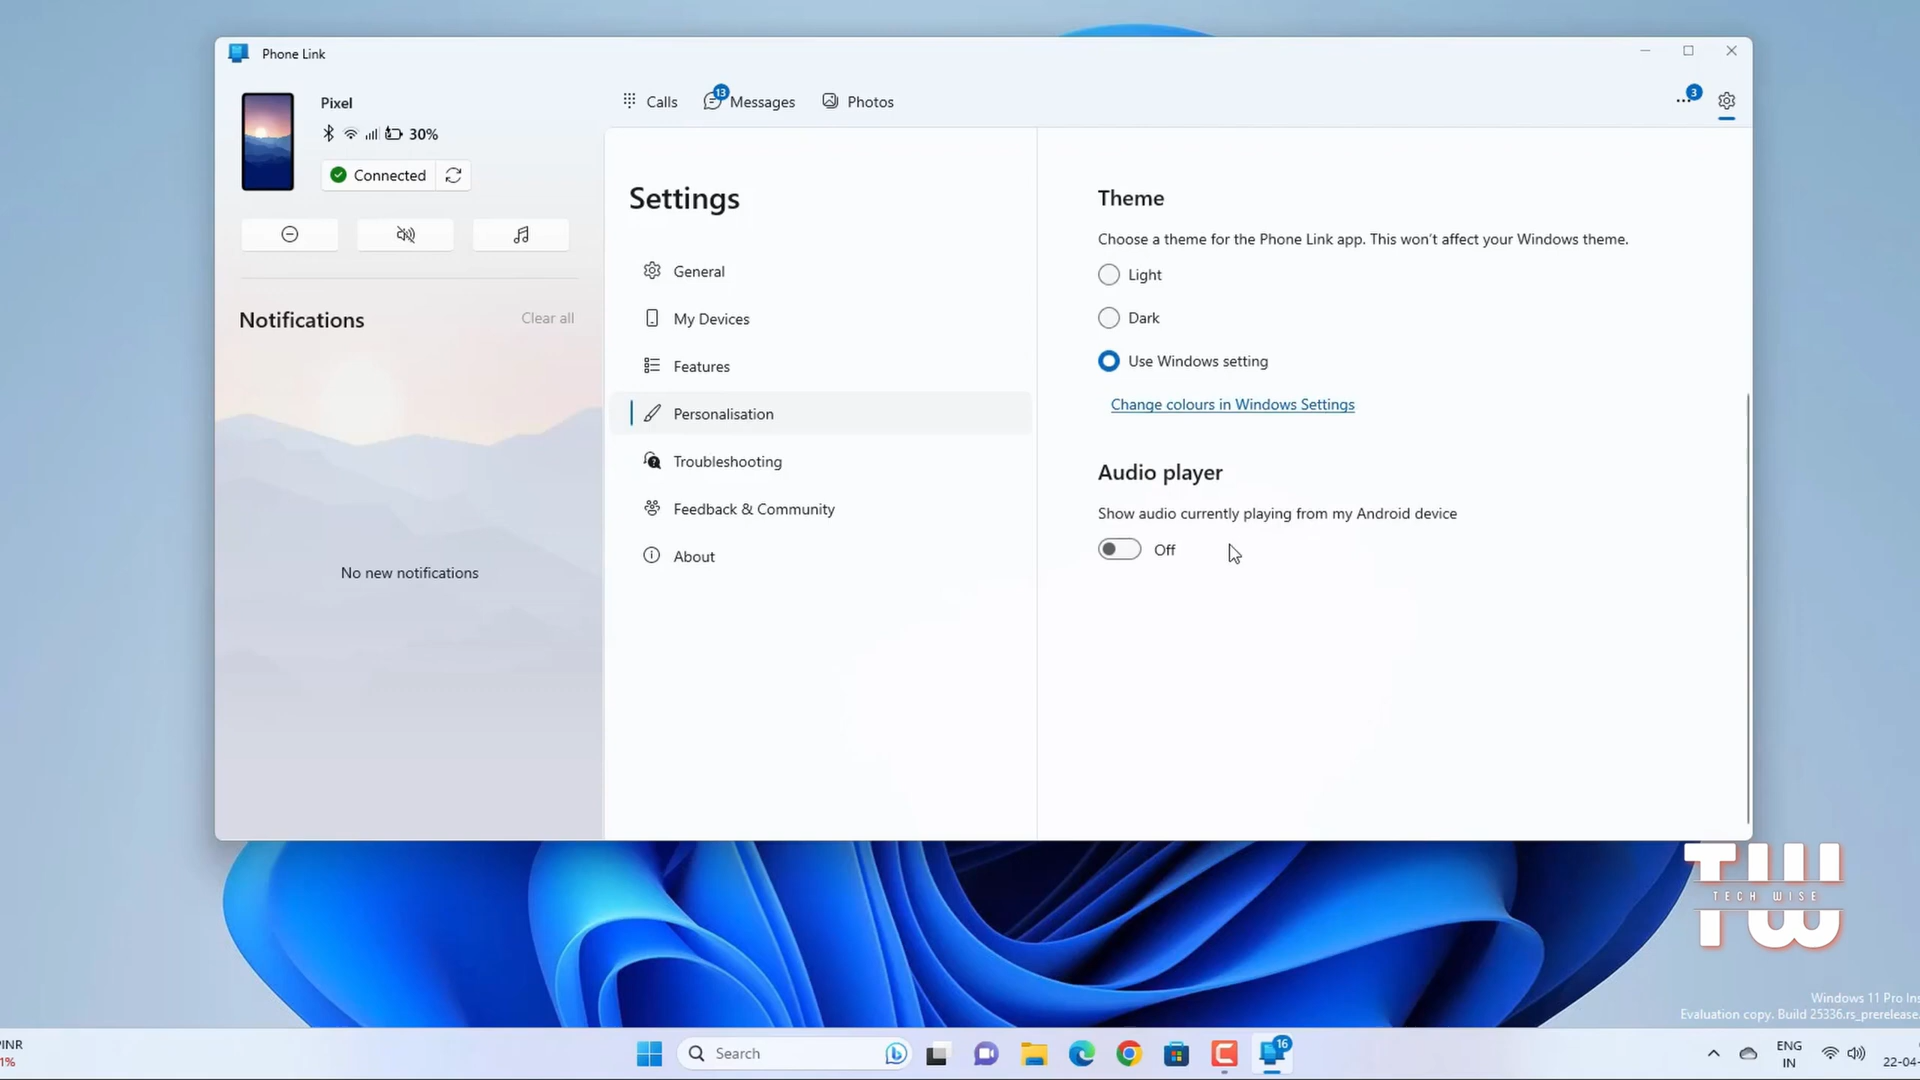 Phone Link
Pixel
30%
Connected
Notifications
Clear all
No new notifications
Calls
13
Messages
Photos
3
Settings
General
My Devices
Features
Personalisation
Troubleshooting
Feedback & Community
About
Theme
Choose a theme for the Phone Link app. This won't affect your Windows theme.
Light
Dark
Use Windows setting
Change colours in Windows Settings
Audio player
Show audio currently playing from my Android device
Off
TW
TECH WISE
Windows 11 Pro Ins
Evaluation copy. Build 25336.rs_prerelease.
INR
1%
Search
16
ENG
IN
22-04-